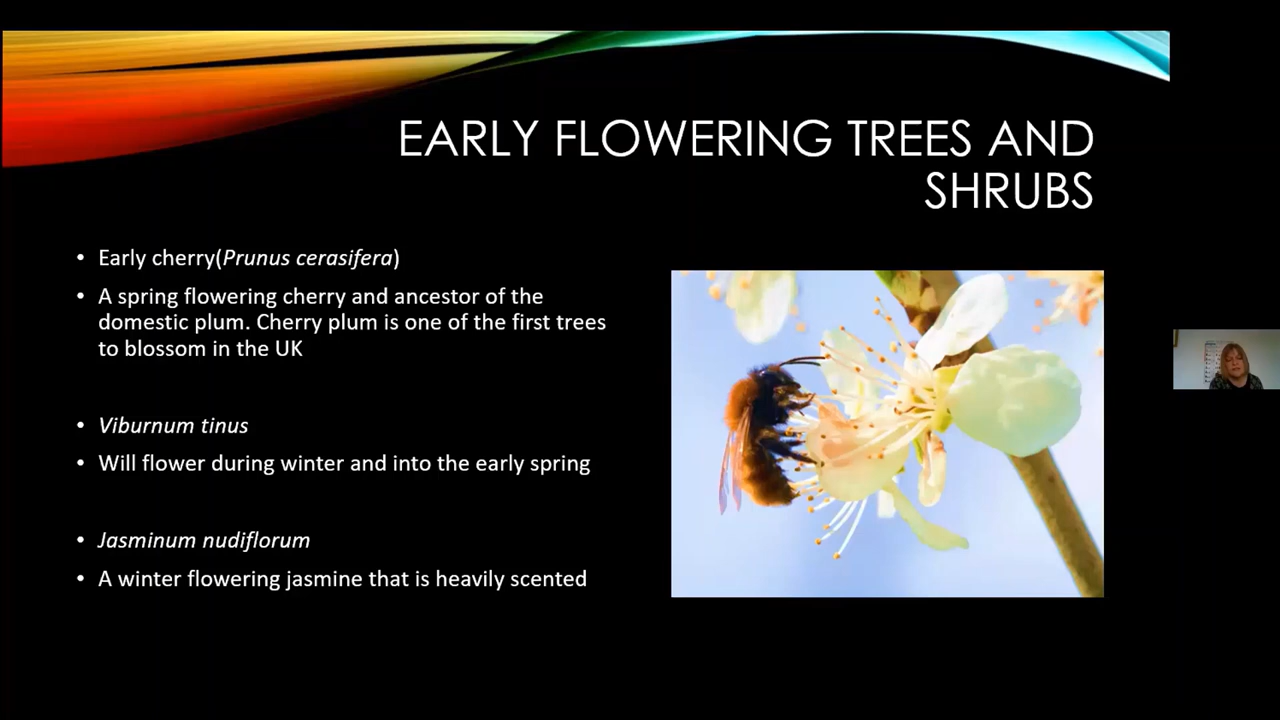 EARLY FLOWERING TREES AND
SHRUBS
• Early cherry(Prunus cerasifera)
• A spring flowering cherry and ancestor of the
domestic plum. Cherry plum is one of the first trees
to blossom in the UK
• Viburnum tinus
• Will flower during winter and into the early spring
• Jasminum nudiflorum
• A winter flowering jasmine that is heavily scented